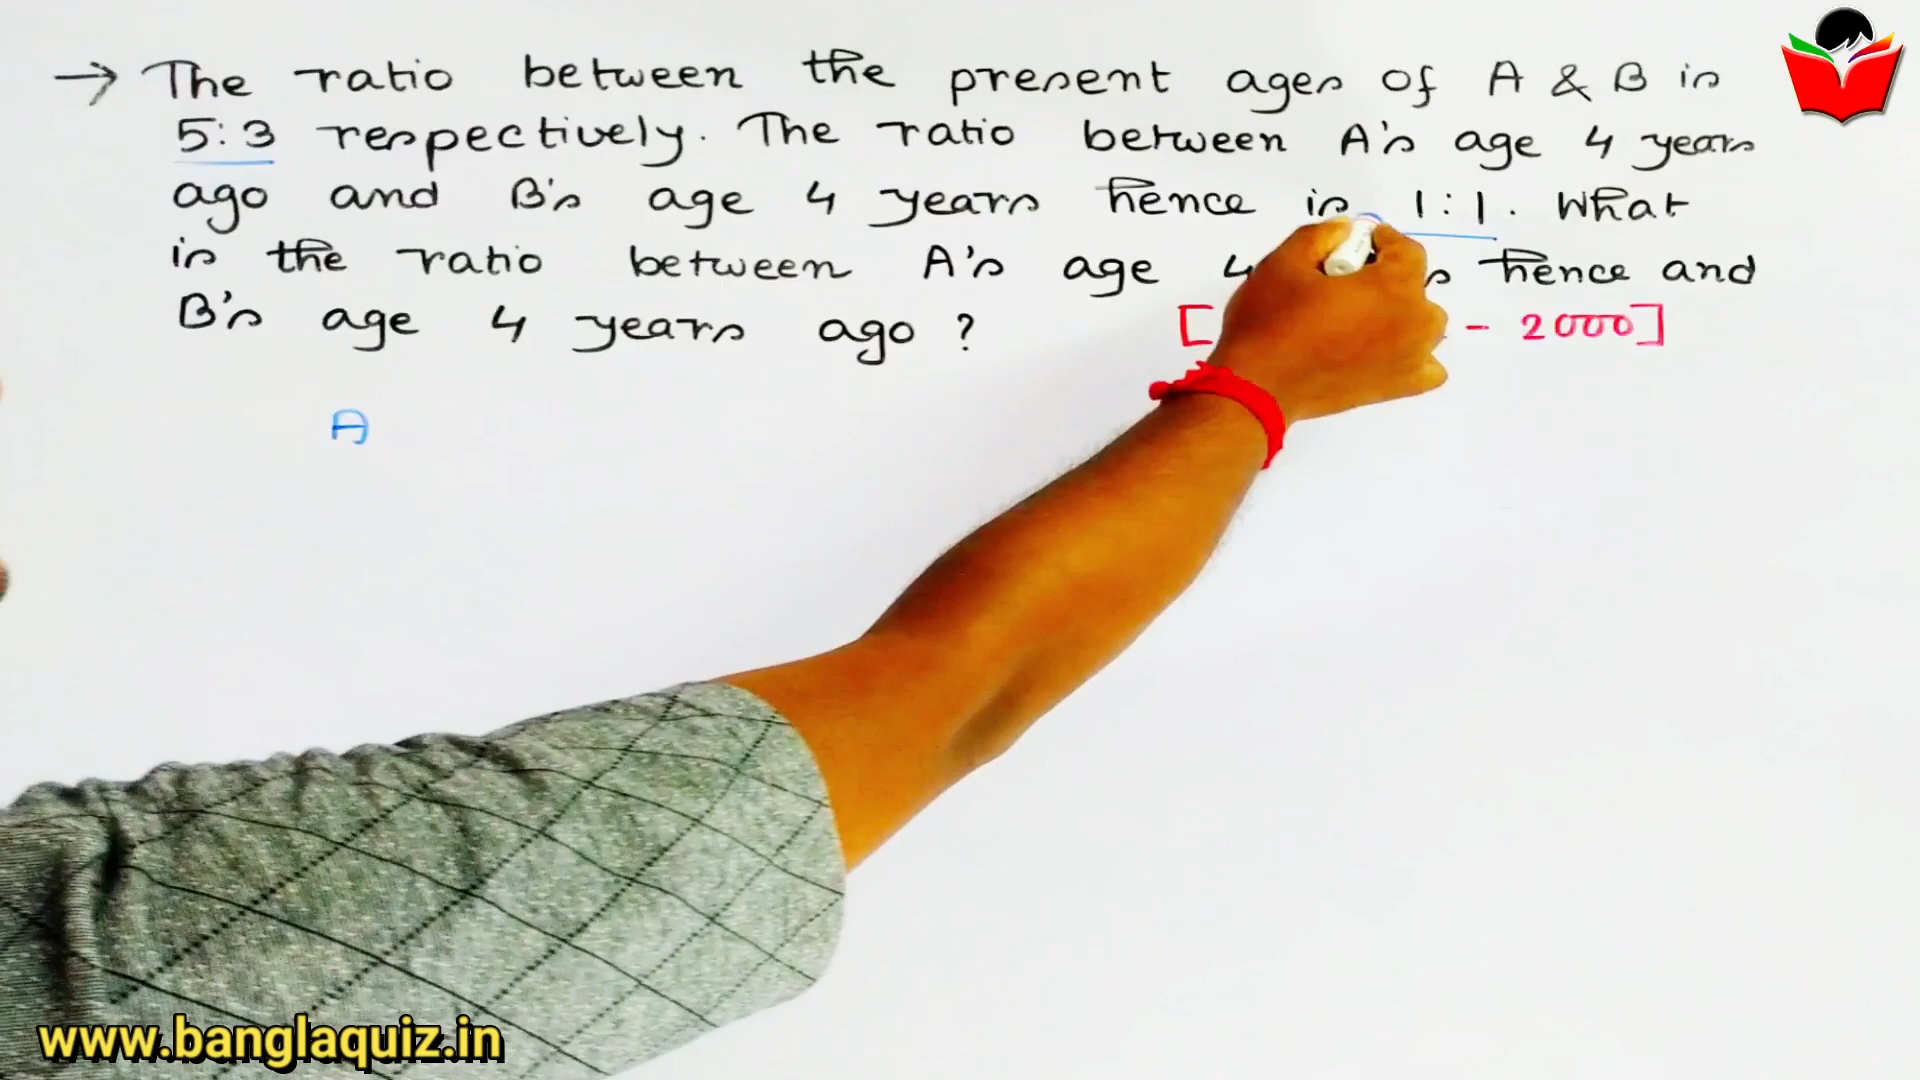 → The ratio between the present ages of A & B is
5:3 respectively. The ratio between A's age 4 years
ago and B's age 4 years hence is 1:1. What
is the ratio between A's age 4 hence and
B's age 4 years ago? [ - 2000]
A
www.banglaquiz.in